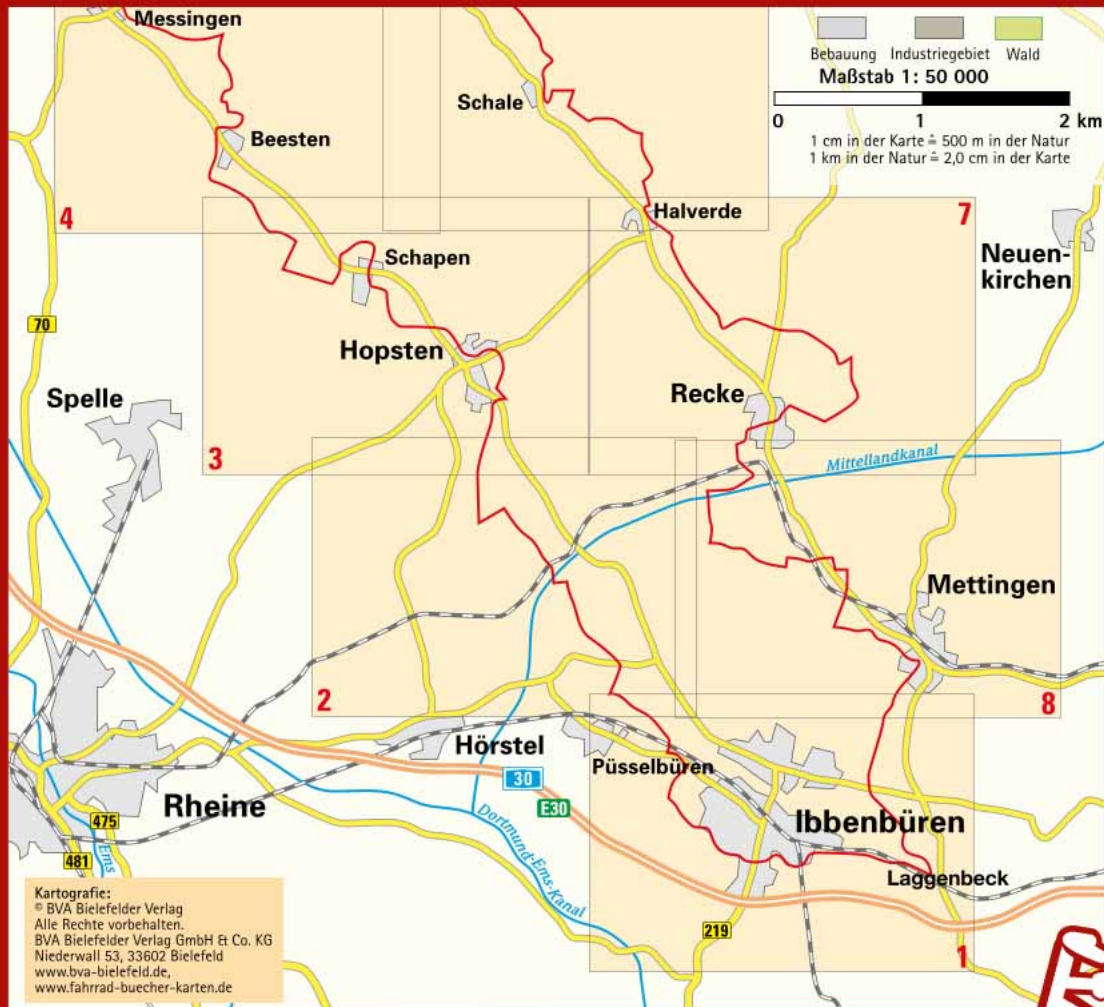 Messingen
Bebauung Industriegebiet Wald
Maßstab 1: 50 000
0 1 2 km
1 cm in der Karte ≙ 500 m in der Natur
1 km in der Natur ≙ 2,0 cm in der Karte
Schale
Beesten
4
Halverde
7
Neuen-
kirchen
Schapen
70
Hopsten
Spelle
Recke
3
Mittellandkanal
Mettingen
2
8
Hörstel
Püsselbüren
30
E30
Rheine
475
481
Ems
Dortmund-Ems-Kanal
Ibbenbüren
Laggenbeck
219
1
Kartografie:
© BVA Bielefelder Verlag
Alle Rechte vorbehalten.
BVA Bielefelder Verlag GmbH & Co. KG
Niederwall 53, 33602 Bielefeld
www.bva-bielefeld.de,
www.fahrrad-buecher-karten.de